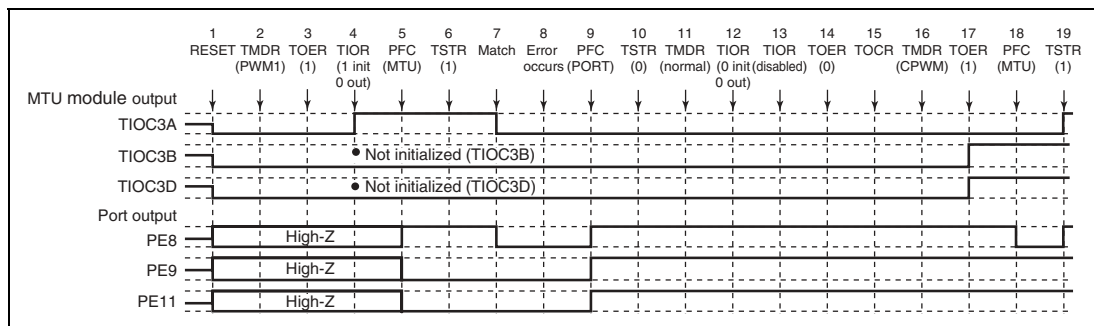 1 2 3 4 5 6 7 8 9 10 11 12 13 14 15 16 17 18 19
RESET TMDR TOER TIOR PFC TSTR Match Error PFC TSTR TMDR TIOR TIOR TOER TOCR TMDR TOER PFC TSTR
(PWM1) (1) (1 init (MTU) (1) occurs (PORT) (0) (normal) (0 init (disabled) (0) (CPWM) (1) (MTU) (1)
0 out) 0 out)
MTU module output
TIOC3A
TIOC3B • Not initialized (TIOC3B)
TIOC3D • Not initialized (TIOC3D)
Port output
PE8 High-Z
PE9 High-Z
PE11 High-Z